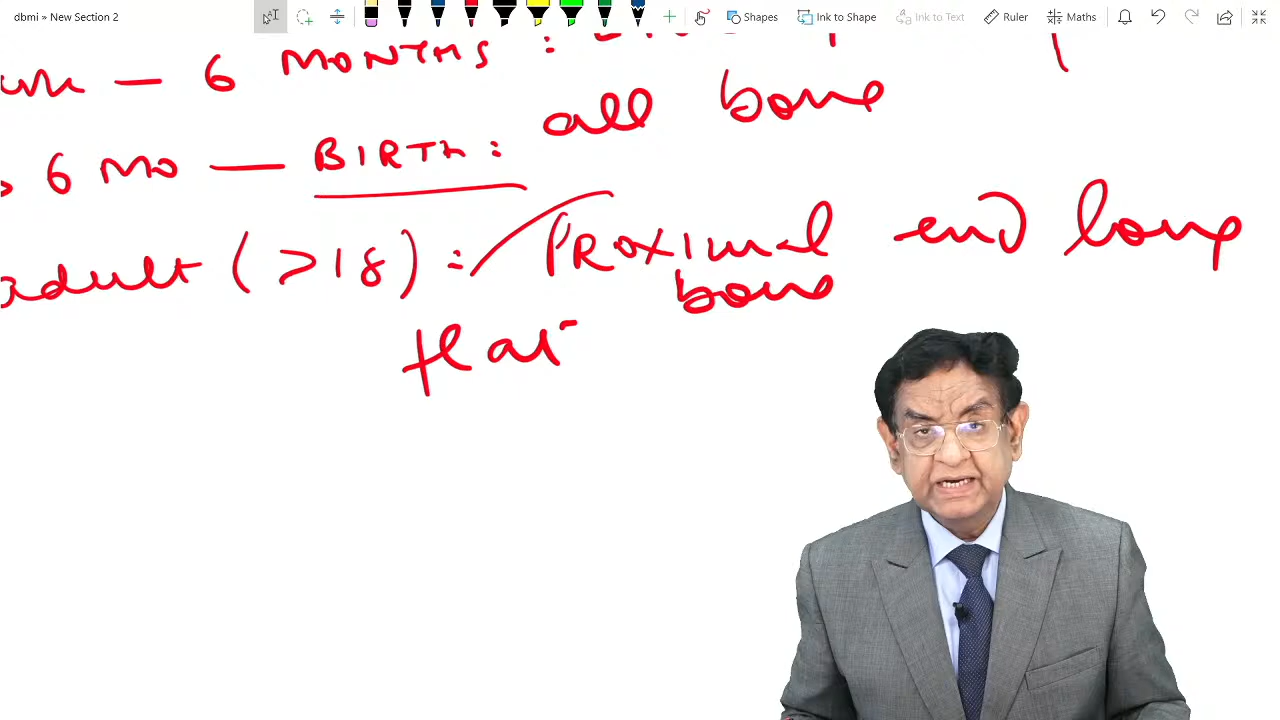 dbmi » New Section 2
Shapes Ink to Shape Ink to Text Ruler Maths
— 6 MONTHS :
all bone
6 MO — BIRTH :
adult (>18) : PROXIMAL end long
bone
flat